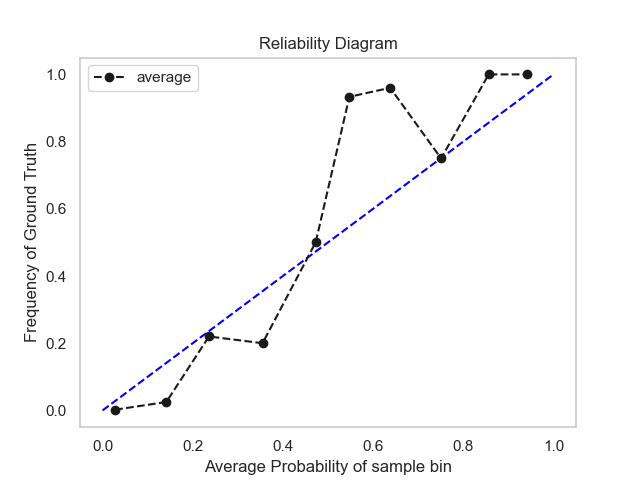 Reliability Diagram
average
1.0
0.8
0.6
0.4
0.2
0.0
Frequency of Ground Truth
0.0 0.2 0.4 0.6 0.8 1.0
Average Probability of sample bin